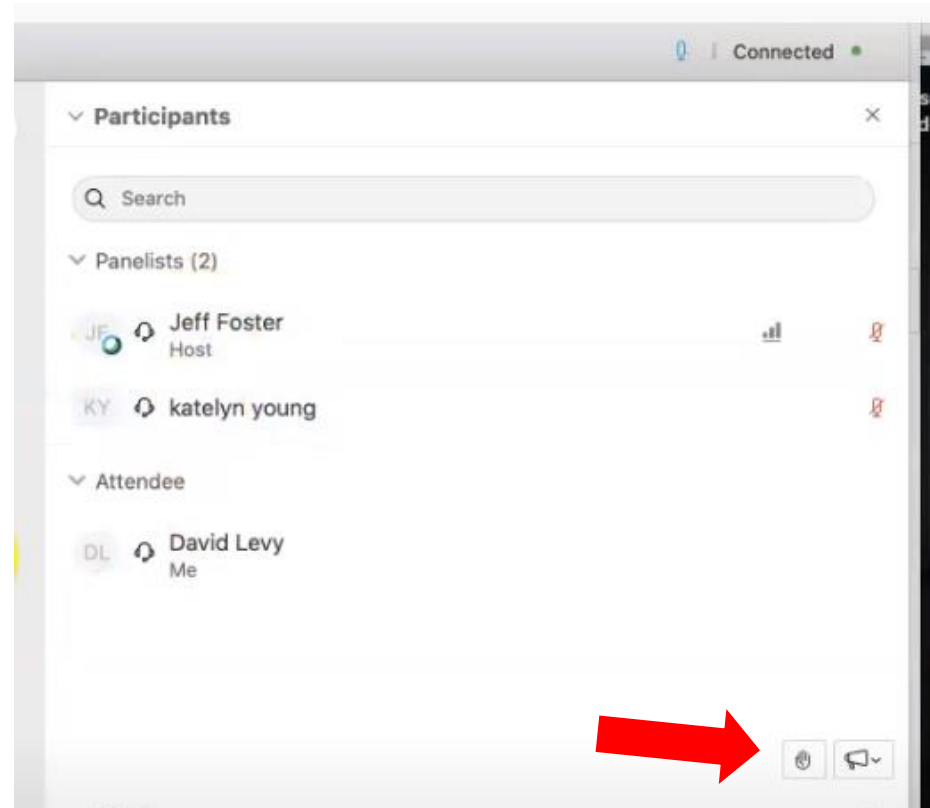 Connected
Participants
Search
Panelists (2)
JF
Jeff Foster
Host
KY
katelyn young
Attendee
DL
David Levy
Me